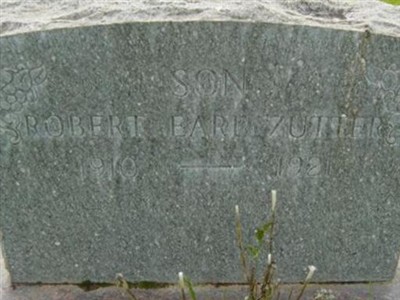 SON
ROBERT EARL ZUTTER
1910 —